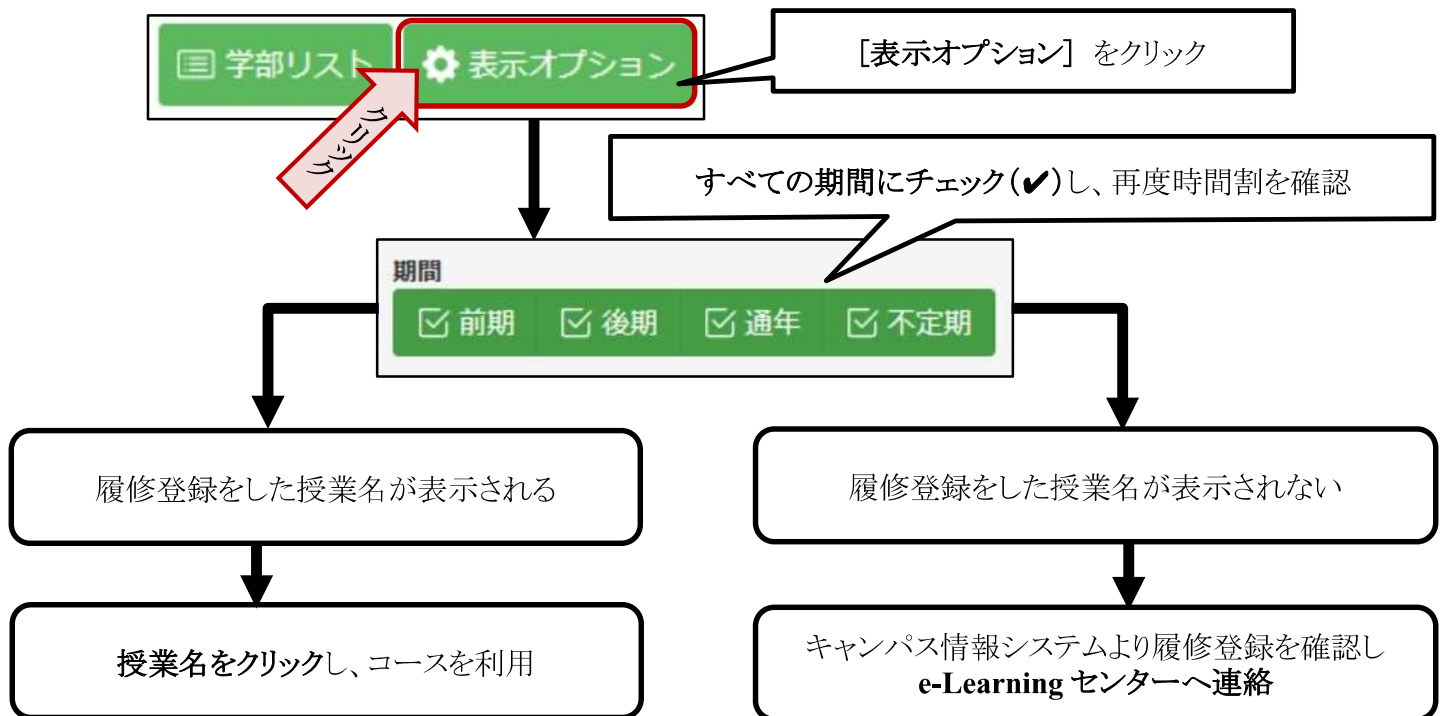 学部リスト
表示オプション
[表示オプション] をクリック
クリック
すべての期間にチェック(✔)し、再度時間割を確認
期間
前期
後期
通年
不定期
履修登録をした授業名が表示される
履修登録をした授業名が表示されない
授業名をクリックし、コースを利用
キャンパス情報システムより履修登録を確認し
e-Learning センターへ連絡